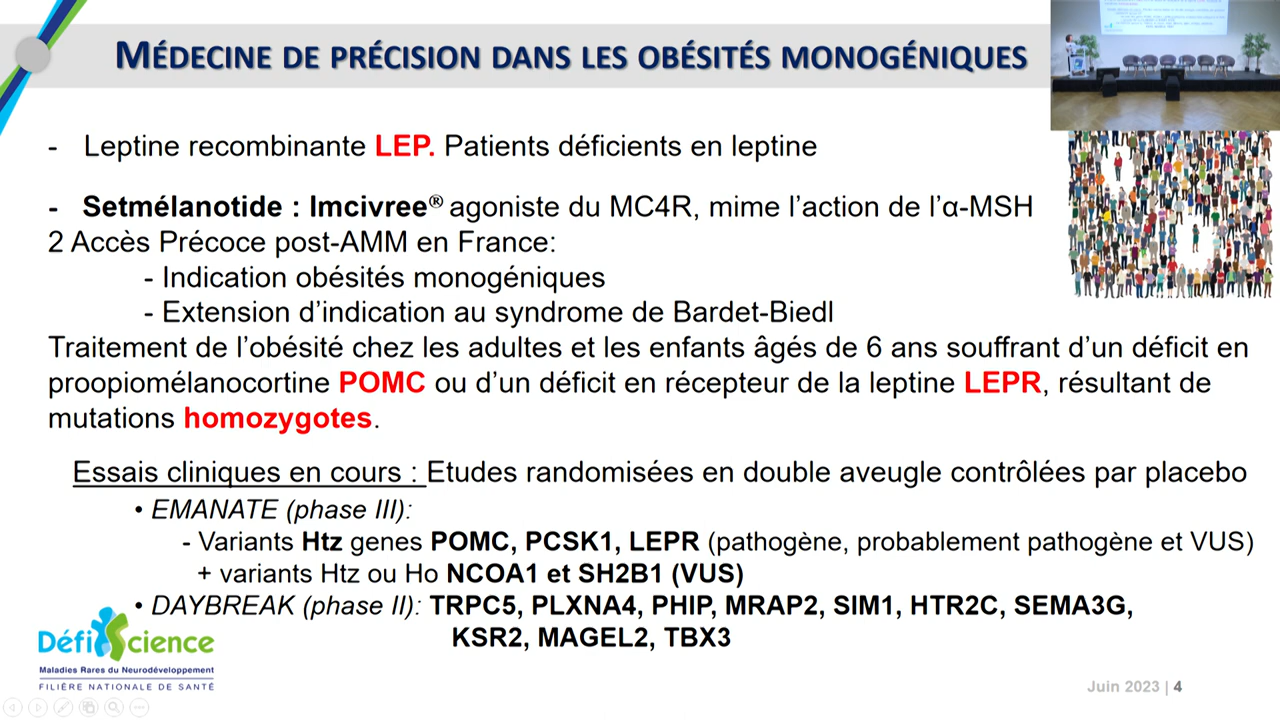 MÉDECINE DE PRÉCISION DANS LES OBÉSITÉS MONOGÉNIQUES
- Leptine recombinante LEP. Patients déficients en leptine
- Setmélanotide : Imcivree® agoniste du MC4R, mime l’action de l’α-MSH
2 Accès Précoce post-AMM en France:
- Indication obésités monogéniques
- Extension d’indication au syndrome de Bardet-Biedl
Traitement de l’obésité chez les adultes et les enfants âgés de 6 ans souffrant d’un déficit en
proopiomélanocortine POMC ou d’un déficit en récepteur de la leptine LEPR, résultant de
mutations homozygotes.
Essais cliniques en cours : Etudes randomisées en double aveugle contrôlées par placebo
• EMANATE (phase III):
- Variants Htz genes POMC, PCSK1, LEPR (pathogène, probablement pathogène et VUS)
+ variants Htz ou Ho NCOA1 et SH2B1 (VUS)
• DAYBREAK (phase II): TRPC5, PLXNA4, PHIP, MRAP2, SIM1, HTR2C, SEMA3G,
KSR2, MAGEL2, TBX3
DéfiScience
Maladies Rares du Neurodéveloppement
FILIÈRE NATIONALE DE SANTÉ
Juin 2023 | 4